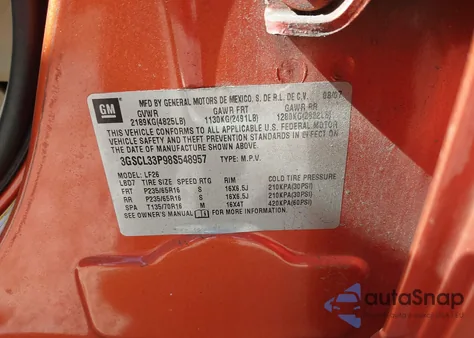 GM
MFD BY GENERAL MOTORS DE MEXICO, S. DE R.L. DE C.V. 08/07
GVWR GAWR FRT GAWR RR
2189KG(4825LB) 1130KG(2491LB) 1280KG(2822LB)
THIS VEHICLE CONFORMS TO ALL APPLICABLE U.S. FEDERAL MOTOR
VEHICLE SAFETY AND THEFT PREVENTION STANDARDS IN EFFECT ON THE
DATE OF MANUFACTURE SHOWN ABOVE.
3GSCL33P98S548957 TYPE: M.P.V.
MODEL: LF26
TIRE SIZE SPEED RTG RIM COLD TIRE PRESSURE
FRT P235/65R16 S 16X6.5J 210KPA(30PSI)
RR P235/65R16 S 16X6.5J 210KPA(30PSI)
SPA T135/70R16 M 16X4T 420KPA(60PSI)
SEE OWNER'S MANUAL FOR MORE INFORMATION.
autoSnap
Powered by CarsFromWest